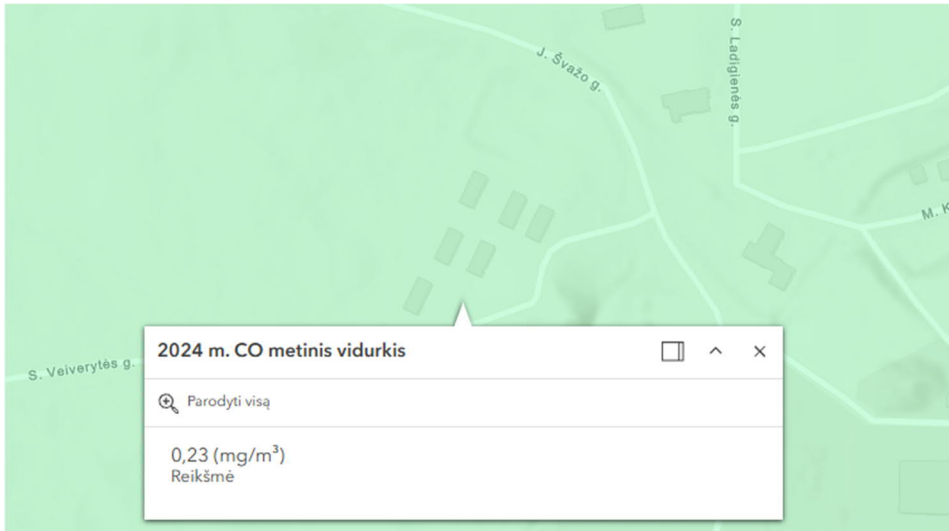 J. Švažo g.
S. Ladigienės g.
M. K
S. Veiverytės g.
2024 m. CO metinis vidurkis
Parodyti visą
0,23 (mg/m³)
Reikšmė